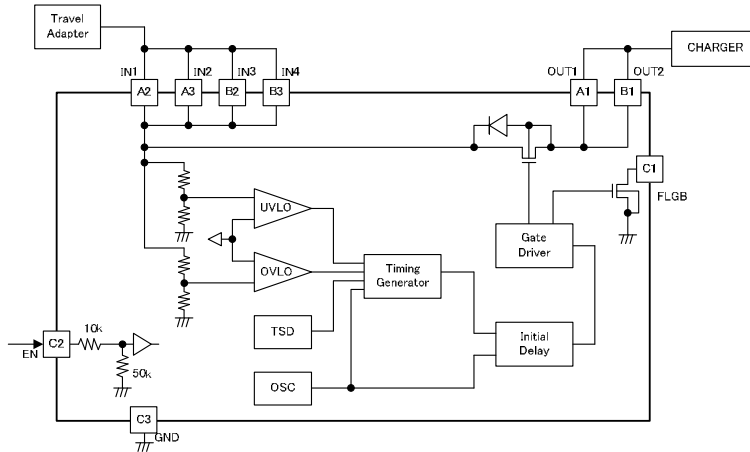 Travel
Adapter
CHARGER
IN1
IN2
IN3
IN4
OUT1
OUT2
A2
A3
B2
B3
A1
B1
C1
FLGB
UVLO
OVLO
Gate
Driver
Timing
Generator
TSD
Initial
Delay
OSC
C2
EN
10k
50k
C3
GND